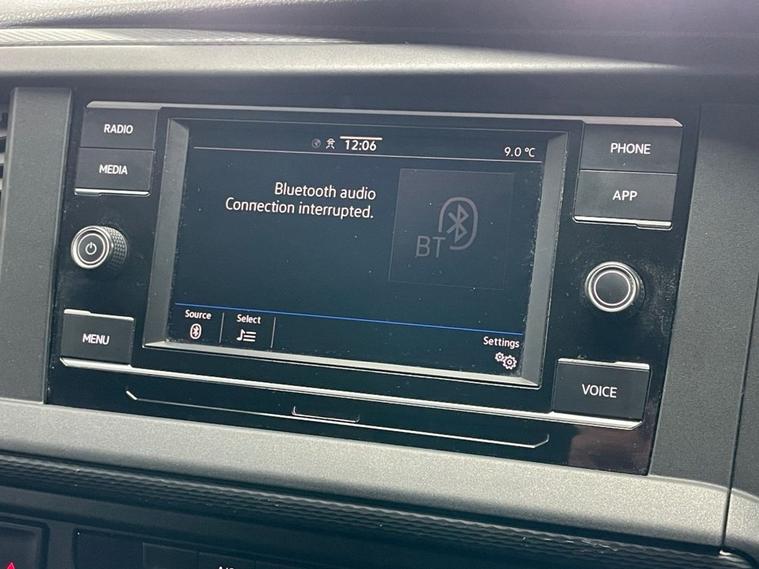 RADIO
MEDIA
12:06
9.0 °C
Bluetooth audio
Connection interrupted.
BT
PHONE
APP
Source
Select
Settings
MENU
VOICE